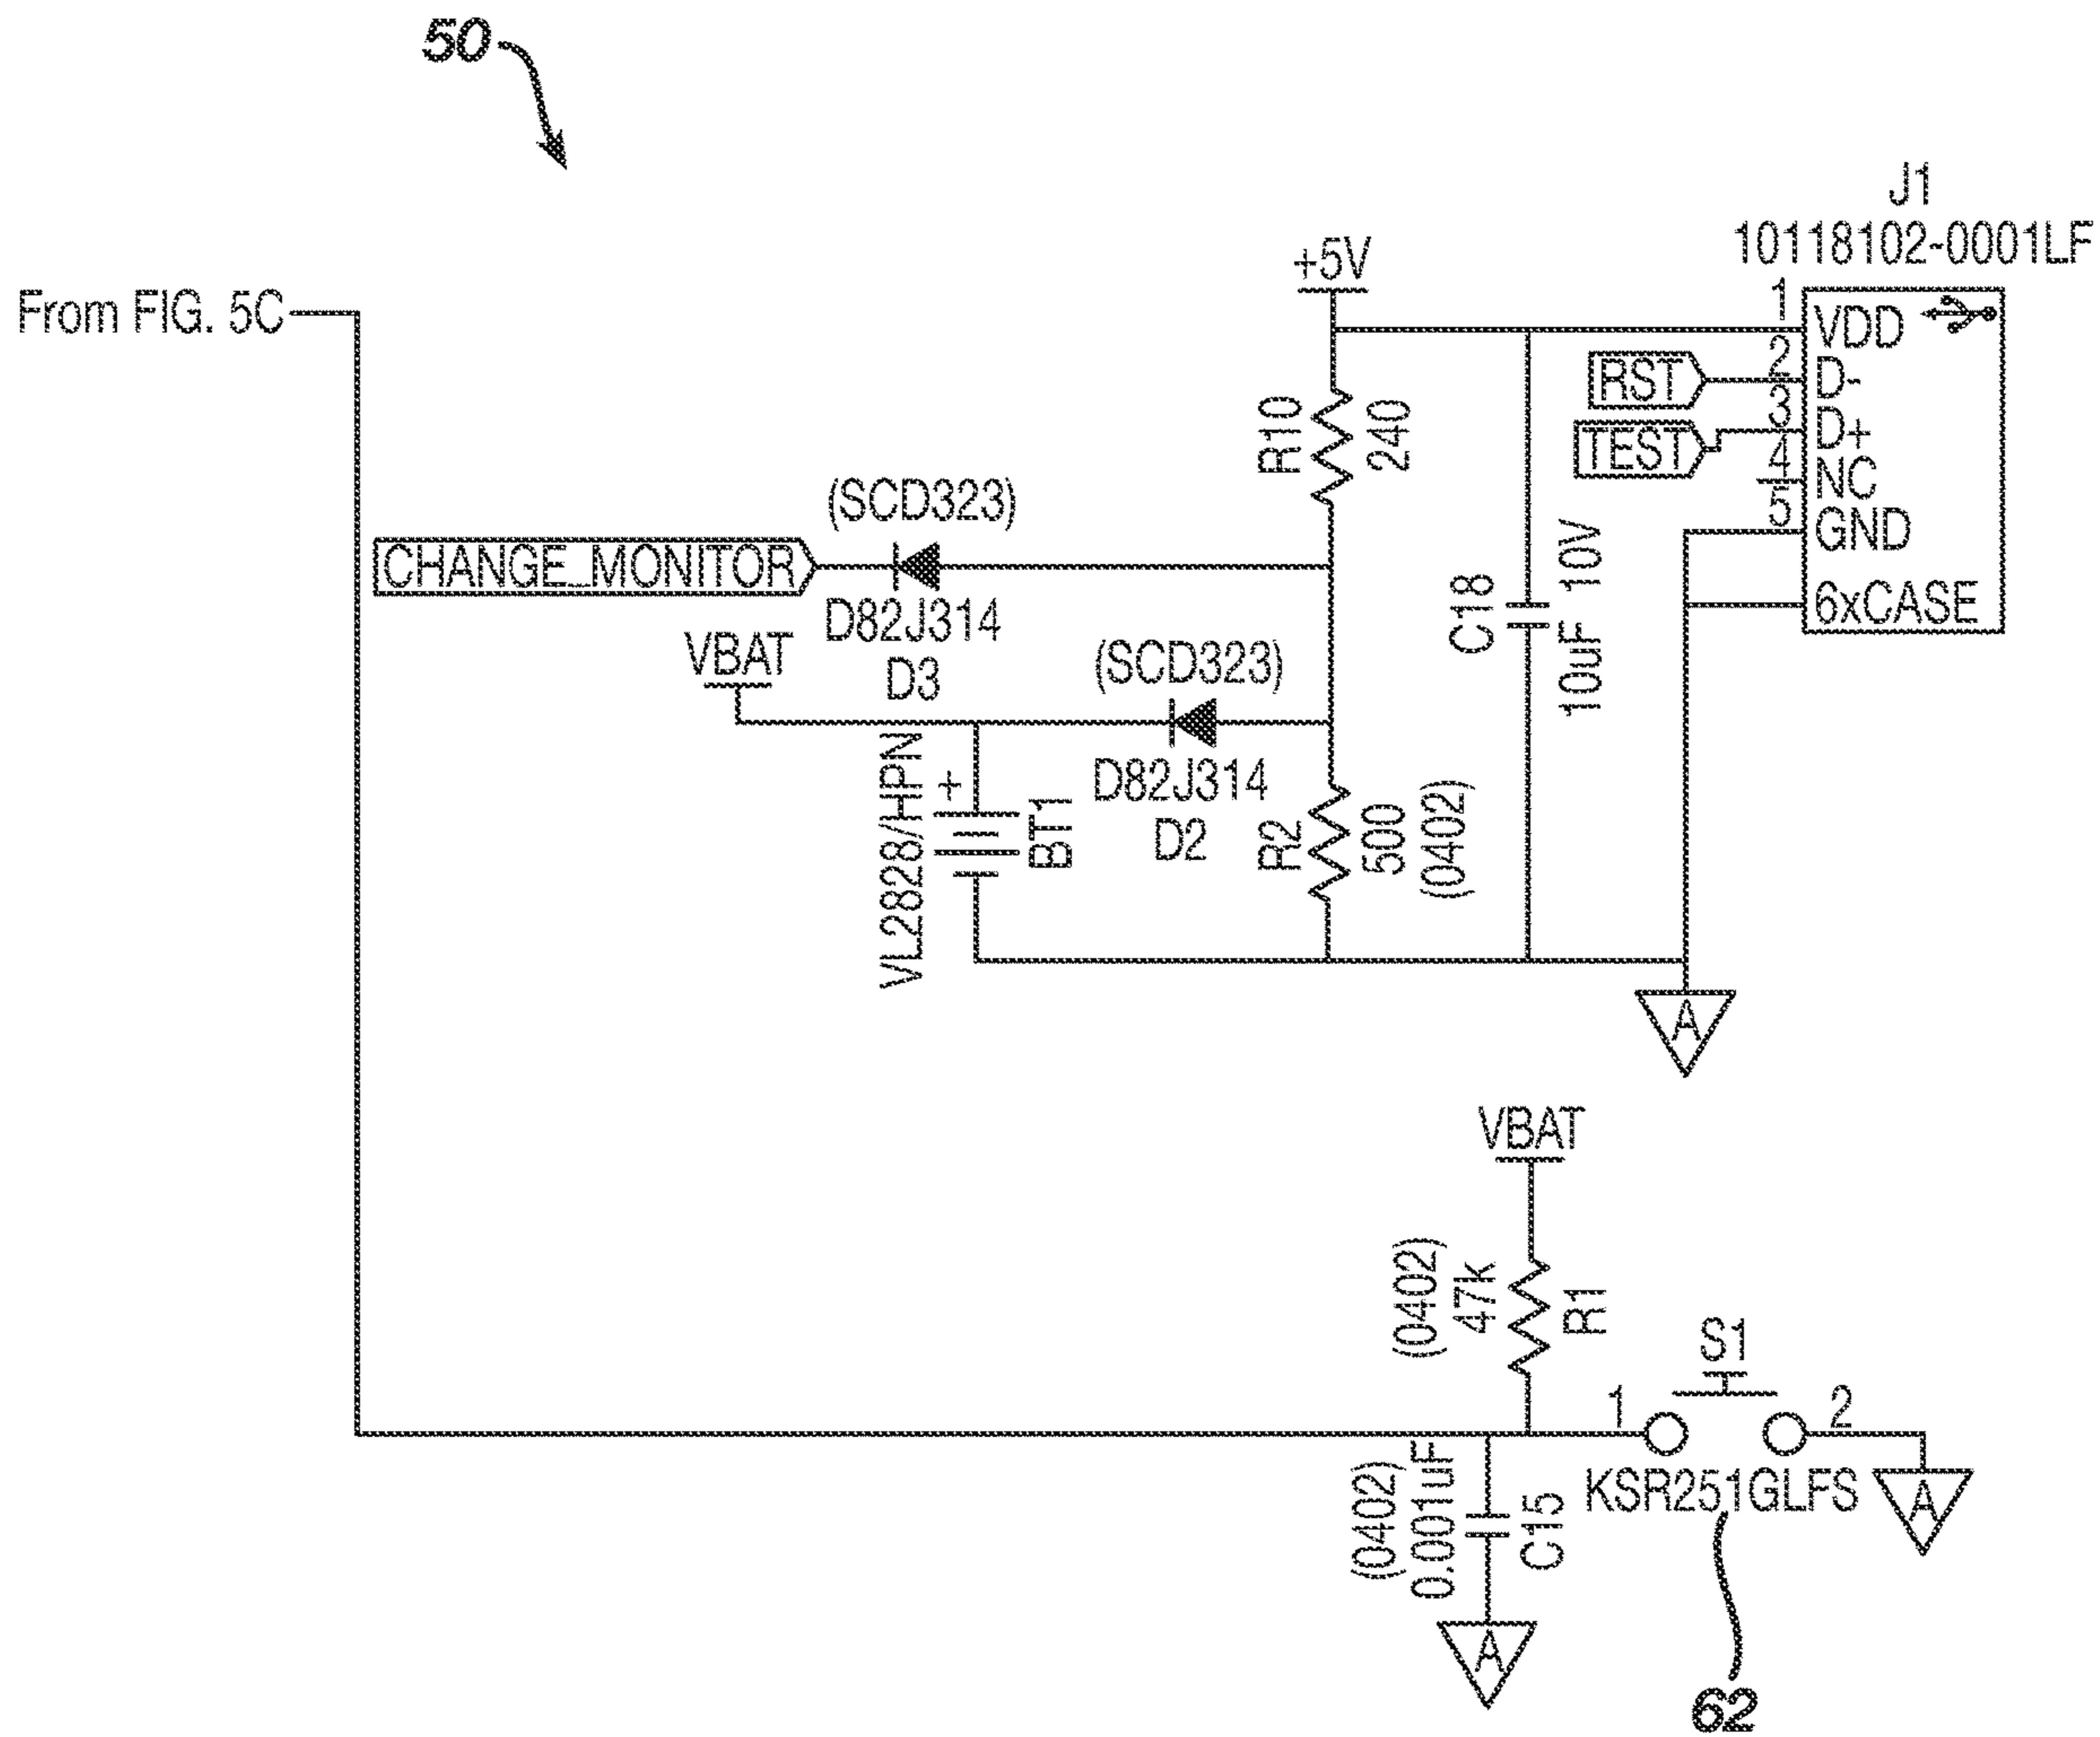 50
J1
10118102-0001LF
+5V
From FIG. 5C
1
VDD
2
RST
D-
3
TEST
D+
4
NC
5
GND
6xCASE
R10
240
(SCD323)
CHANGE_MONITOR
D82J314
D3
C18
10uF 10V
VBAT
(SCD323)
D82J314
D2
VL2828/HPN
+
BT1
R2
500
(0402)
A
VBAT
(0402)
47k
R1
S1
1
2
KSR251GLFS
A
(0402)
0.001uF
C15
A
62